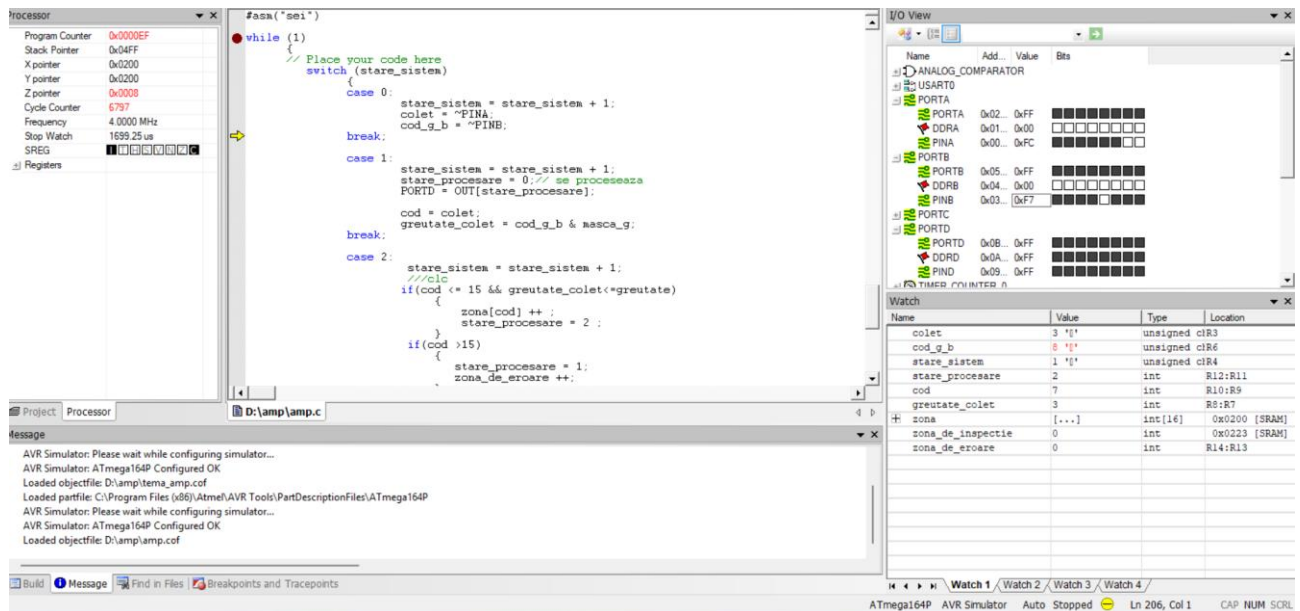 Processor
Program Counter 0x0000EF
Stack Pointer 0x04FF
X pointer 0x0200
Y pointer 0x0200
Z pointer 0x0008
Cycle Counter 6797
Frequency 4.0000 MHz
Stop Watch 1699.25 us
SREG I T H S V N Z C
Registers
Project Processor
#asm("sei")
while (1)
{
// Place your code here
switch (stare_sistem)
{
case 0:
stare_sistem = stare_sistem + 1;
colet = ~PINA;
cod_g_b = ~PINB;
break;
case 1:
stare_sistem = stare_sistem + 1;
stare_procesare = 0;// se proceseaza
PORTD = OUT[stare_procesare];
cod = colet;
greutate_colet = cod_g_b & masca_g;
break;
case 2:
stare_sistem = stare_sistem + 1;
///clc
if(cod <= 15 && greutate_colet<=greutate)
{
zona[cod] ++ ;
stare_procesare = 2 ;
}
if(cod >15)
{
stare_procesare = 1;
zona_de_eroare ++;
D:\amp\amp.c
I/O View
Name Add... Value Bits
ANALOG_COMPARATOR
USART0
PORTA
PORTA 0x02... 0xFF
DDRA 0x01... 0x00
PINA 0x00... 0xFC
PORTB
PORTB 0x05... 0xFF
DDRB 0x04... 0x00
PINB 0x03... 0xF7
PORTC
PORTD
PORTD 0x0B... 0xFF
DDRD 0x0A... 0xFF
PIND 0x09... 0xFF
TIMER_COUNTER_0
Watch
Name Value Type Location
colet 3 '▯' unsigned cl R3
cod_g_b 8 '▯' unsigned cl R6
stare_sistem 1 '▯' unsigned cl R4
stare_procesare 2 int R12:R11
cod 7 int R10:R9
greutate_colet 3 int R8:R7
zona [...] int[16] 0x0200 [SRAM]
zona_de_inspectie 0 int 0x0223 [SRAM]
zona_de_eroare 0 int R14:R13
Watch 1 Watch 2 Watch 3 Watch 4
Message
AVR Simulator: Please wait while configuring simulator...
AVR Simulator: ATmega164P Configured OK
Loaded objectfile: D:\amp\tema_amp.cof
Loaded partfile: C:\Program Files (x86)\Atmel\AVR Tools\PartDescriptionFiles\ATmega164P
AVR Simulator: Please wait while configuring simulator...
AVR Simulator: ATmega164P Configured OK
Loaded objectfile: D:\amp\amp.cof
Build Message Find in Files Breakpoints and Tracepoints
ATmega164P AVR Simulator Auto Stopped Ln 206, Col 1 CAP NUM SCRL